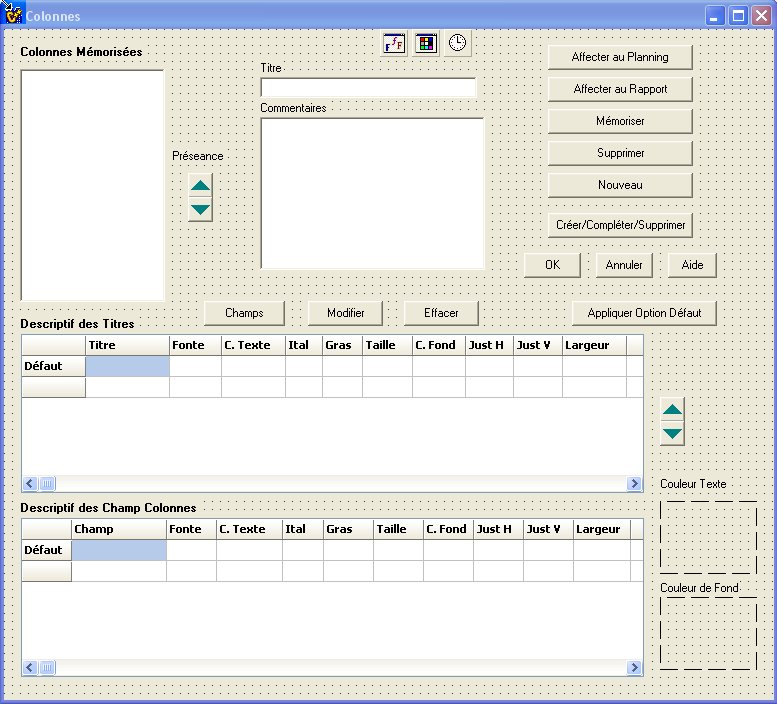 Colonnes
Colonnes Mémorisées
Titre
Commentaires
Préseance
Affecter au Planning
Affecter au Rapport
Mémoriser
Supprimer
Nouveau
Créer/Compléter/Supprimer
OK Annuler Aide
Champs Modifier Effacer Appliquer Option Défaut
Descriptif des Titres
Titre Fonte C. Texte Ital Gras Taille C. Fond Just H Just V Largeur
Défaut
Couleur Texte
Descriptif des Champ Colonnes
Champ Fonte C. Texte Ital Gras Taille C. Fond Just H Just V Largeur
Défaut
Couleur de Fond